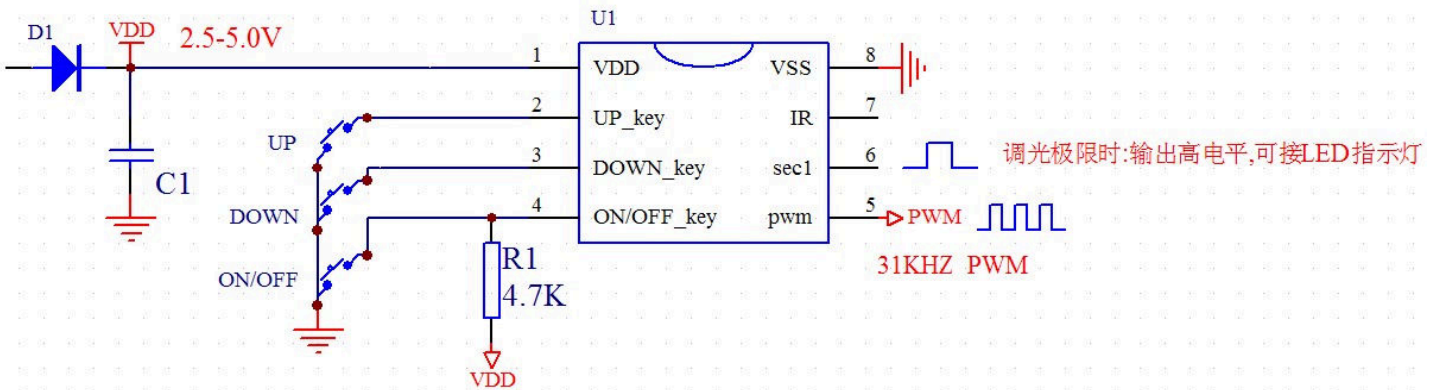 D1
VDD
2.5-5.0V
C1
UP
DOWN
ON/OFF
U1
1
VDD
VSS
8
2
UP_key
IR
7
3
DOWN_key
sec1
6
调光极限时:输出高电平,可接LED指示灯
4
ON/OFF_key
pwm
5
PWM
31KHZ PWM
R1
4.7K
VDD